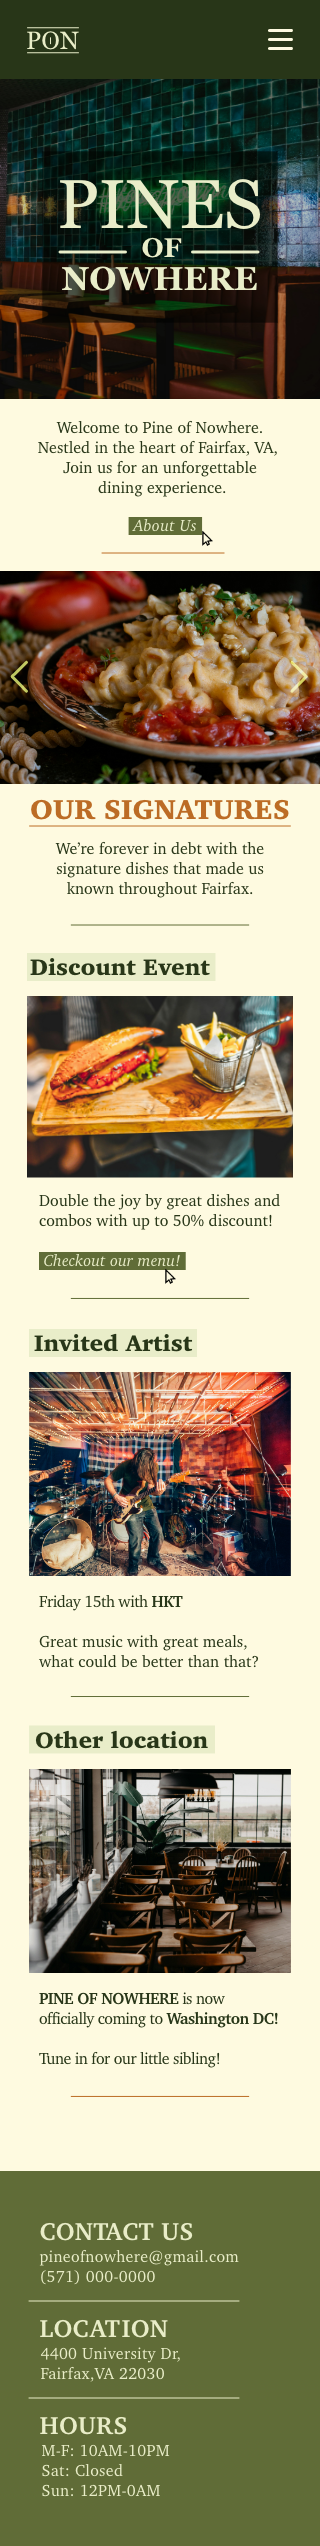 PON
PINES
OF
NOWHERE
Welcome to Pine of Nowhere.
Nestled in the heart of Fairfax, VA,
Join us for an unforgettable
dining experience.
About Us
OUR SIGNATURES
We're forever in debt with the
signature dishes that made us
known throughout Fairfax.
Discount Event
Double the joy by great dishes and
combos with up to 50% discount!
Checkout our menu!
Invited Artist
Friday 15th with HKT
Great music with great meals,
what could be better than that?
Other location
PINE OF NOWHERE is now
officially coming to Washington DC!
Tune in for our little sibling!
CONTACT US
pineofnowhere@gmail.com
(571) 000-0000
LOCATION
4400 University Dr,
Fairfax,VA 22030
HOURS
M-F: 10AM-10PM
Sat: Closed
Sun: 12PM-0AM